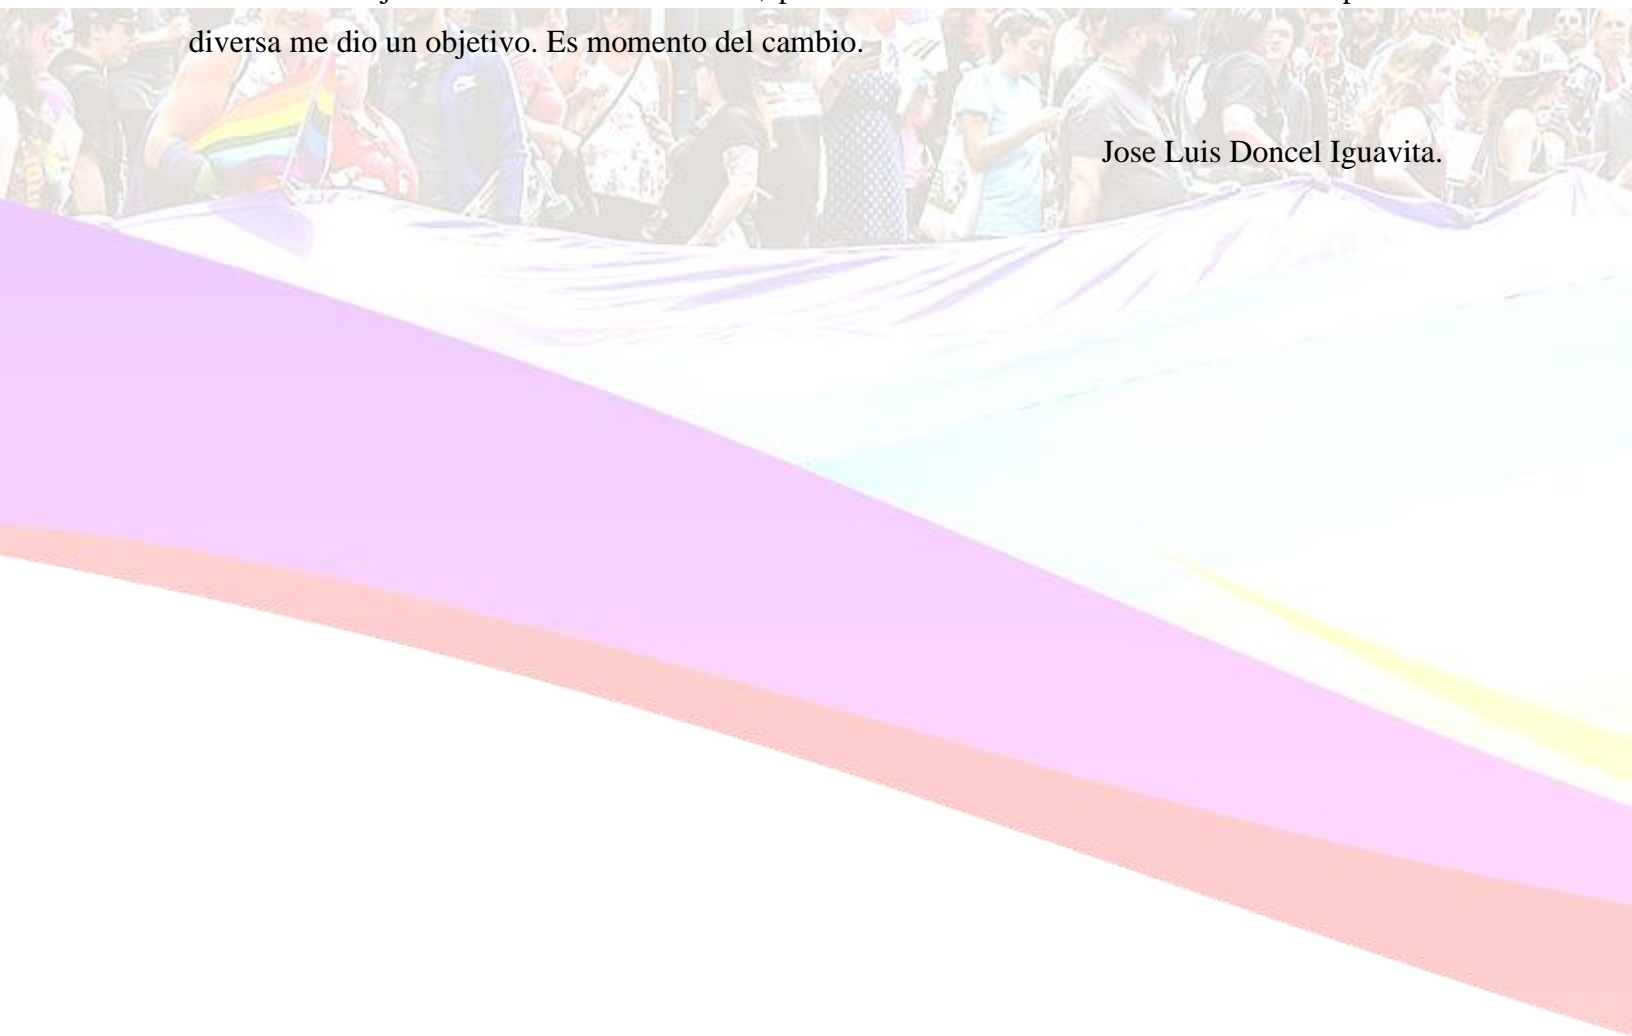 diversa me dio un objetivo. Es momento del cambio.
Jose Luis Doncel Iguavita.